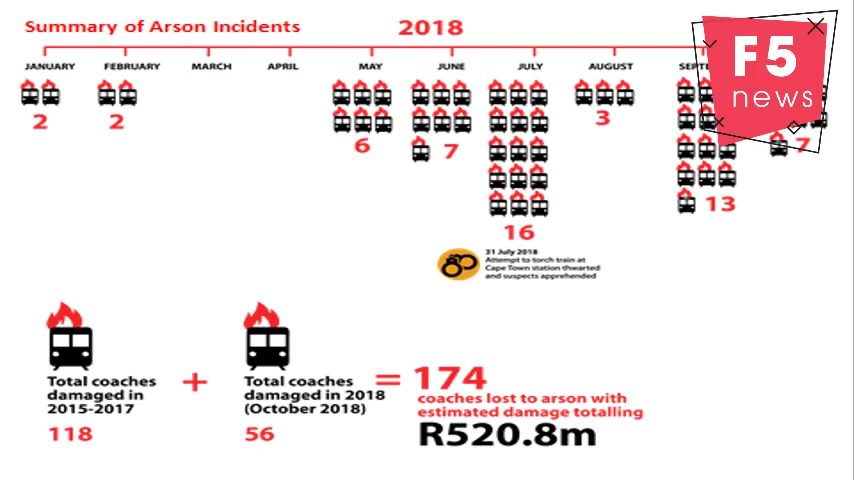 Summary of Arson Incidents
2018
JANUARY FEBRUARY MARCH APRIL MAY JUNE JULY AUGUST
2 2 6 7 16 3 13 7
31 July 2018
Attempt to torch train at
Cape Town station thwarted
and suspects apprehended
Total coaches
damaged in
2015-2017
118
+
Total coaches
damaged in 2018
(October 2018)
56
= 174
coaches lost to arson with
estimated damage totalling
R520.8m
F5
news